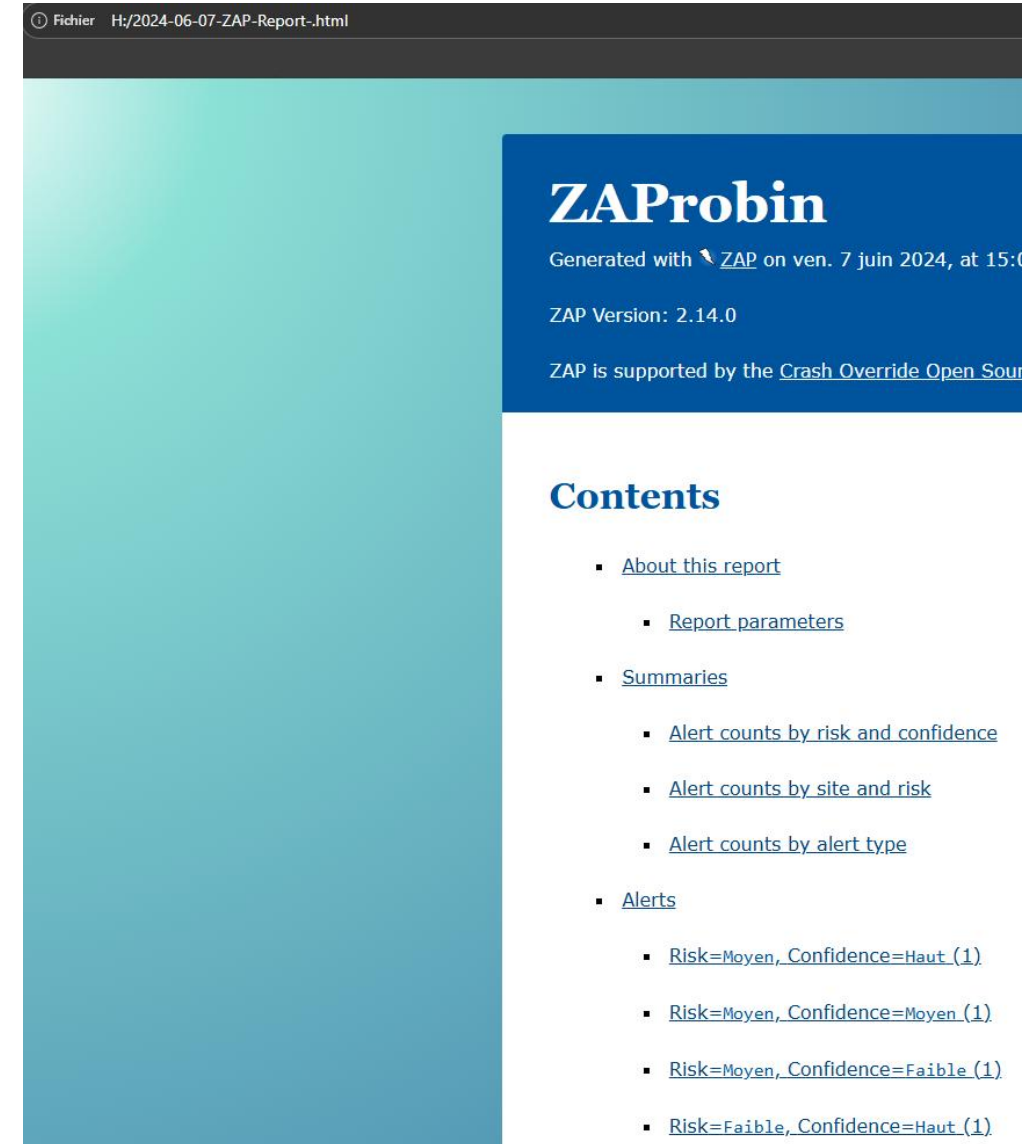 Fichier H:/2024-06-07-ZAP-Report-.html
ZAProbin
Generated with ZAP on ven. 7 juin 2024, at 15:0
ZAP Version: 2.14.0
ZAP is supported by the Crash Override Open Sour
Contents
About this report
Report parameters
Summaries
Alert counts by risk and confidence
Alert counts by site and risk
Alert counts by alert type
Alerts
Risk=Moyen, Confidence=Haut (1)
Risk=Moyen, Confidence=Moyen (1)
Risk=Moyen, Confidence=Faible (1)
Risk=Faible, Confidence=Haut (1)